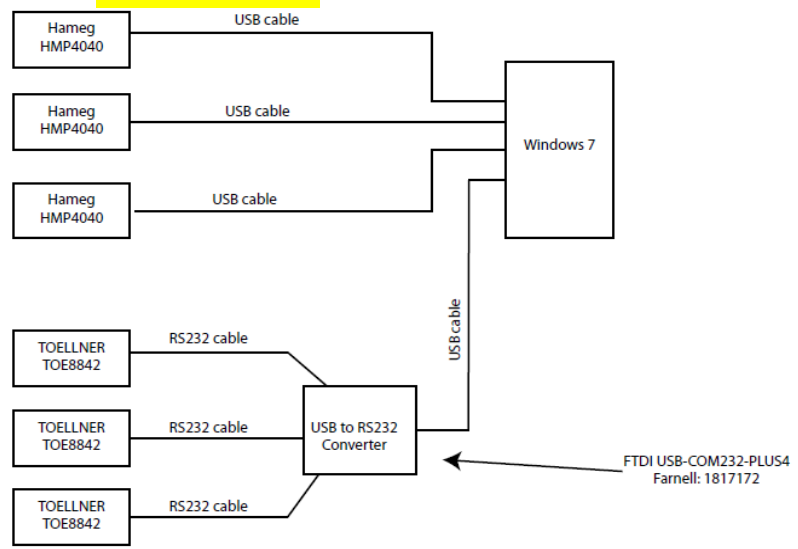 Hameg
HMP4040
USB cable
Hameg
HMP4040
USB cable
Windows 7
Hameg
HMP4040
USB cable
USB cable
TOELLNER
TOE8842
RS232 cable
TOELLNER
TOE8842
RS232 cable
USB to RS232
Converter
FTDI USB-COM232-PLUS4
Farnell: 1817172
TOELLNER
TOE8842
RS232 cable